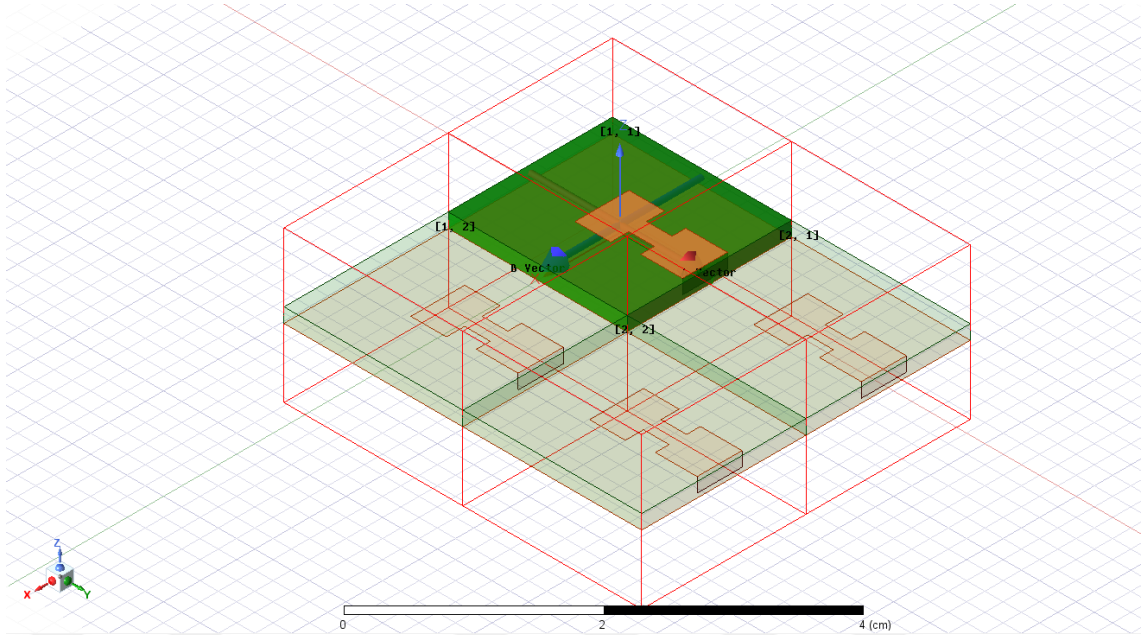 [1, 1]
[1, 2]
[2, 1]
B Vector
Vector
[2, 2]
Z
X
Y
0
2
4 (cm)